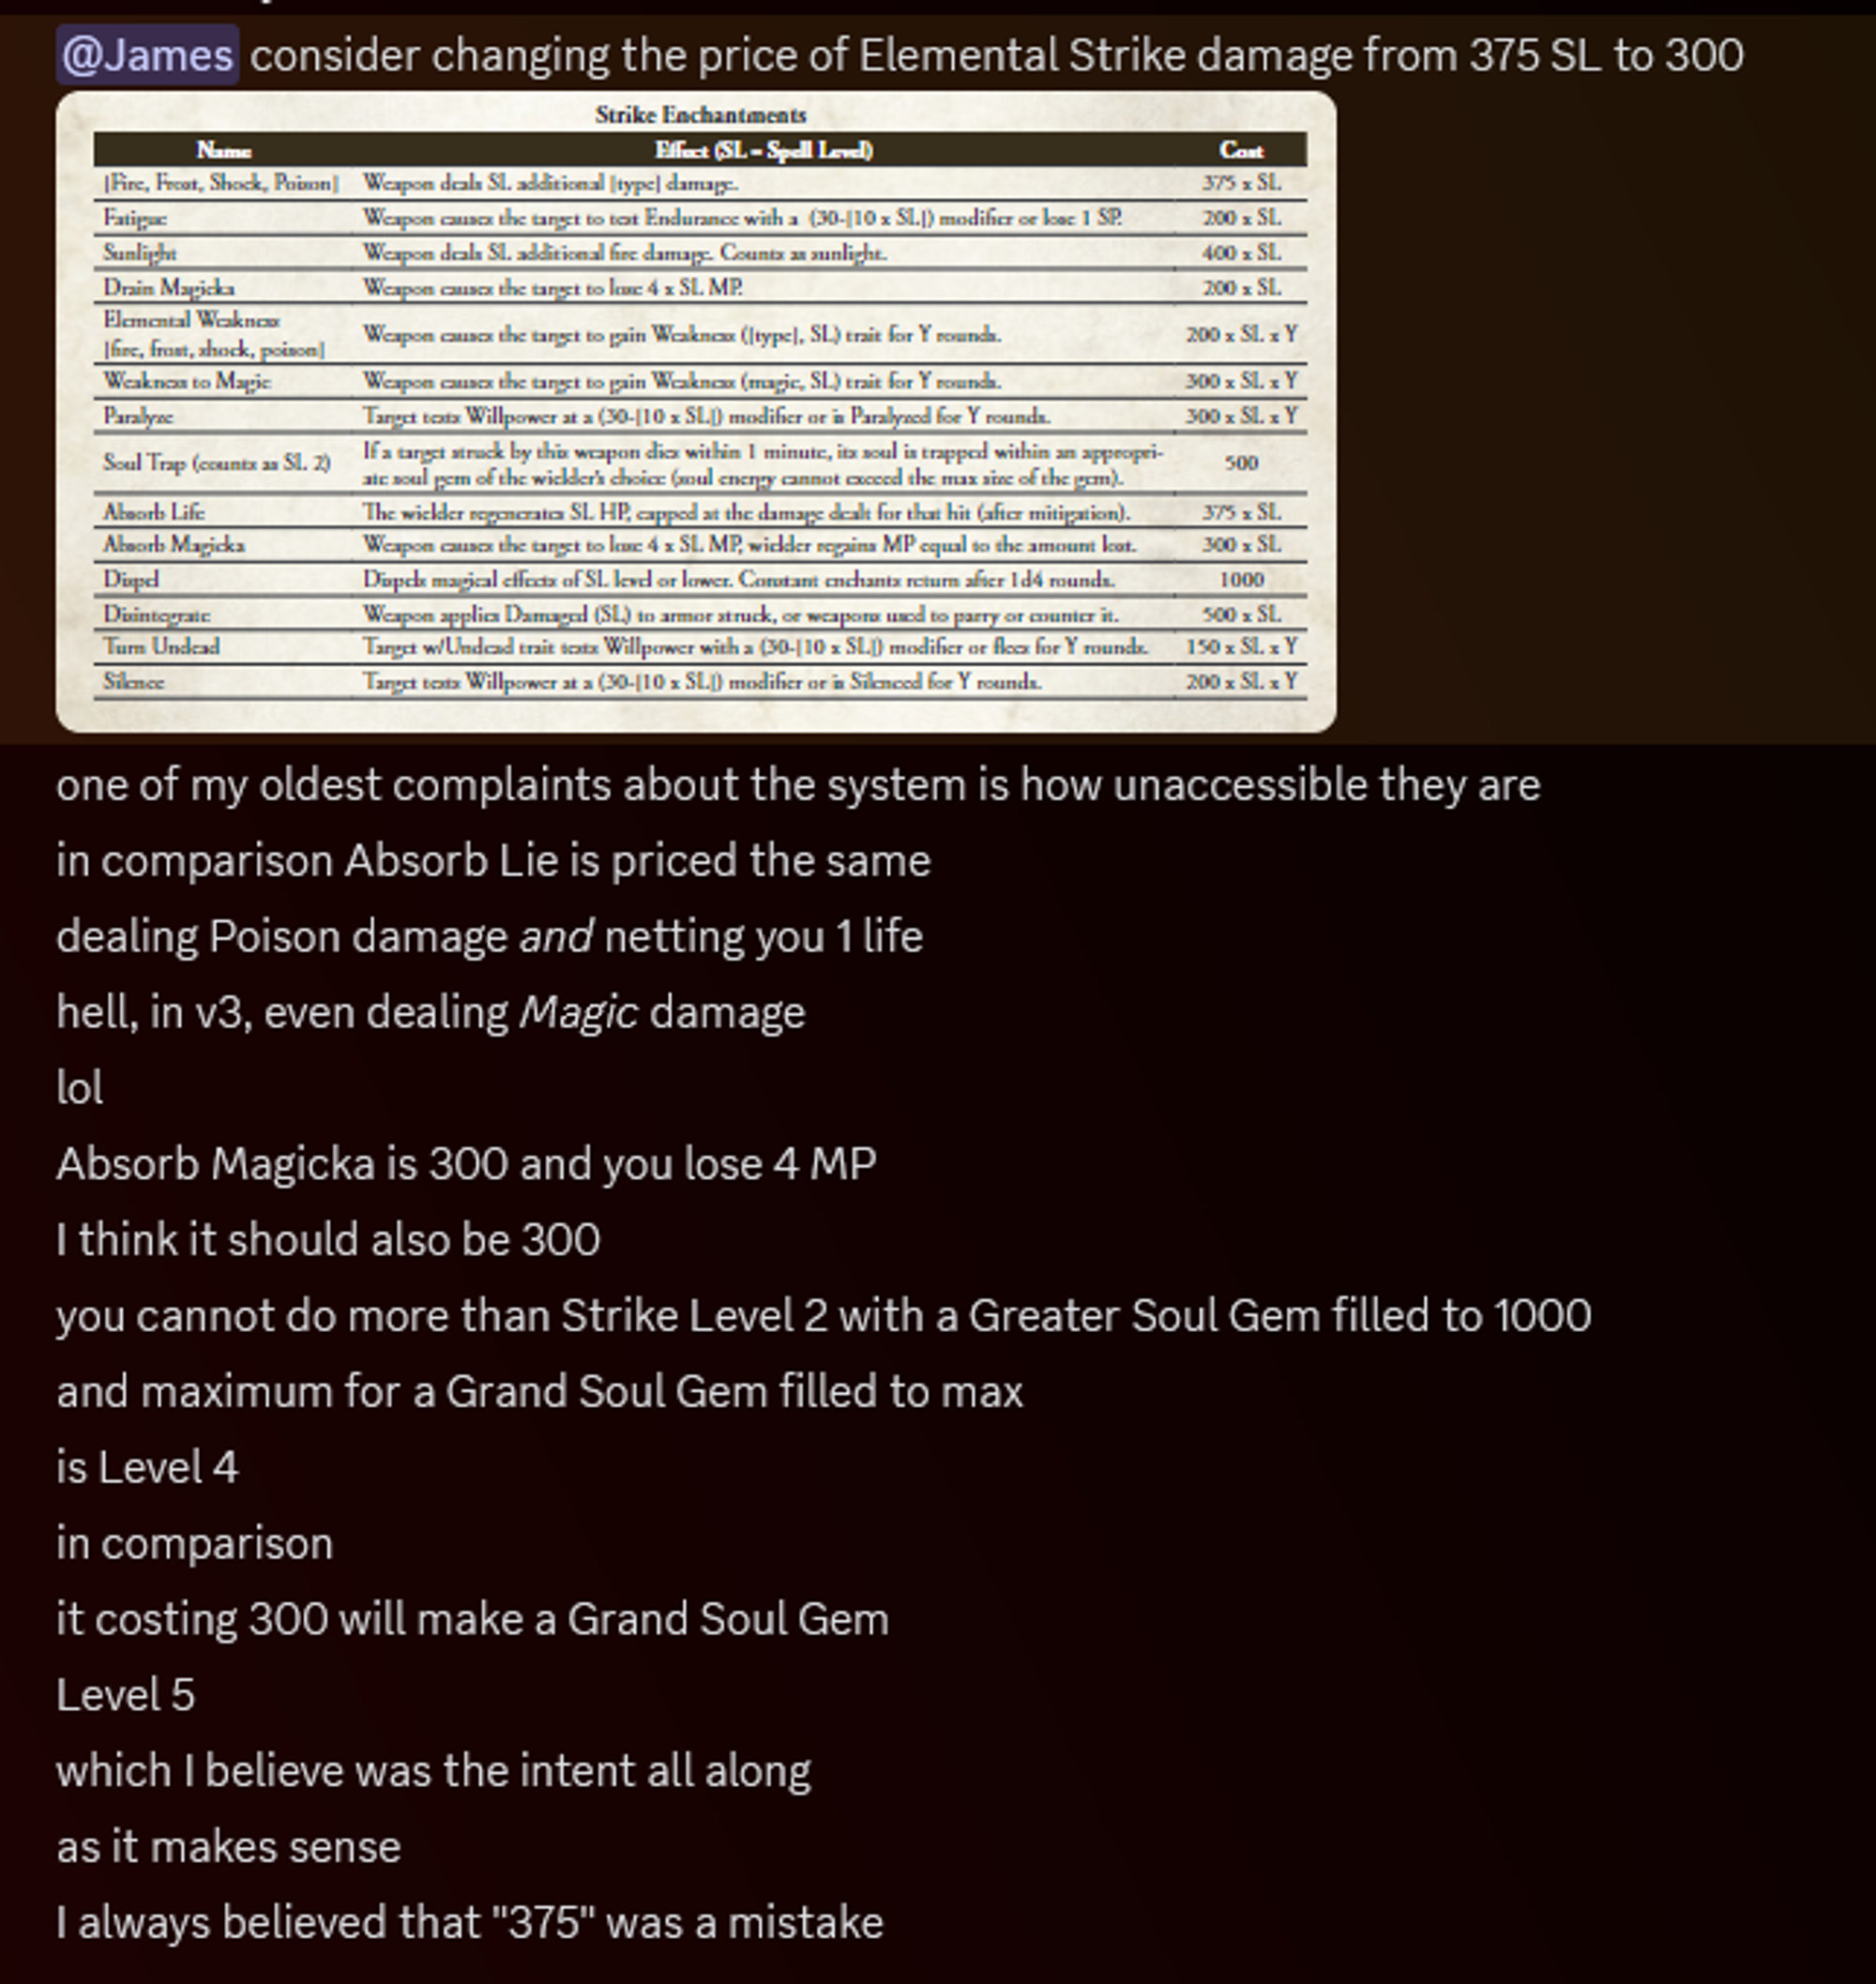 @James consider changing the price of Elemental Strike damage from 375 SL to 300
Strike Enchantments
Name Effect (SL - Spell Level) Cost
[Fire, Frost, Shock, Poison] Weapon deals SL additional [type] damage. 375 x SL
Fatigue Weapon causes the target to test Endurance with a (30-[10 x SL]) modifier or lose 1 SP. 200 x SL
Sunlight Weapon deals SL additional fire damage. Counts as sunlight. 400 x SL
Drain Magicka Weapon causes the target to lose 4 x SL MP. 200 x SL
Elemental Weakness
[fire, frost, shock, poison] Weapon causes the target to gain Weakness ([type], SL) trait for Y rounds. 200 x SL x Y
Weakness to Magic Weapon causes the target to gain Weakness (magic, SL) trait for Y rounds. 300 x SL x Y
Paralyze Target tests Willpower at a (30-[10 x SL]) modifier or is Paralyzed for Y rounds. 300 x SL x Y
Soul Trap (counts as SL 2) If a target struck by this weapon dies within 1 minute, its soul is trapped within an appropri-
ate soul gem of the wielder's choice (soul energy cannot exceed the max size of the gem). 500
Absorb Life The wielder regenerates SL HP, capped at the damage dealt for that hit (after mitigation). 375 x SL
Absorb Magicka Weapon causes the target to lose 4 x SL MP, wielder regains MP equal to the amount lost. 300 x SL
Dispel Dispels magical effects of SL level or lower. Constant enchants return after 1d4 rounds. 1000
Disintegrate Weapon applies Damaged (SL) to armor struck, or weapons used to parry or counter it. 500 x SL
Turn Undead Target w/Undead trait tests Willpower with a (30-[10 x SL]) modifier or flees for Y rounds. 150 x SL x Y
Silence Target tests Willpower at a (30-[10 x SL]) modifier or is Silenced for Y rounds. 200 x SL x Y
one of my oldest complaints about the system is how unaccessible they are
in comparison Absorb Lie is priced the same
dealing Poison damage and netting you 1 life
hell, in v3, even dealing Magic damage
lol
Absorb Magicka is 300 and you lose 4 MP
I think it should also be 300
you cannot do more than Strike Level 2 with a Greater Soul Gem filled to 1000
and maximum for a Grand Soul Gem filled to max
is Level 4
in comparison
it costing 300 will make a Grand Soul Gem
Level 5
which I believe was the intent all along
as it makes sense
I always believed that "375" was a mistake